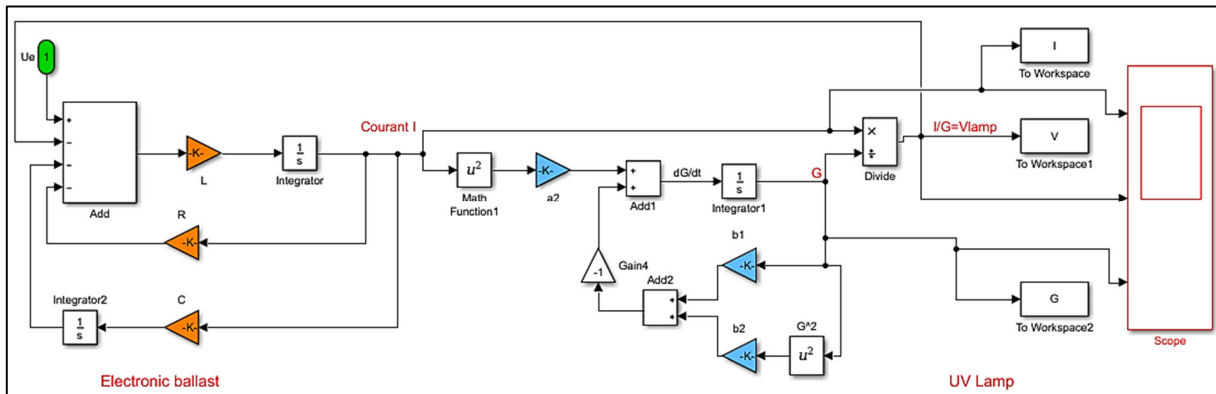 Ue
1
+
−
−
−
Add
-K-
L
1
s
Integrator
R
-K-
C
-K-
Integrator2
1
s
Electronic ballast
Courant I
u²
Math
Function1
-K-
a2
+
+
Add1
dG/dt
1
s
Integrator1
G
×
÷
Divide
I/G=Vlamp
-1
Gain4
b1
-K-
Add2
+
+
b2
-K-
G^2
u²
I
To Workspace
V
To Workspace1
G
To Workspace2
Scope
UV Lamp